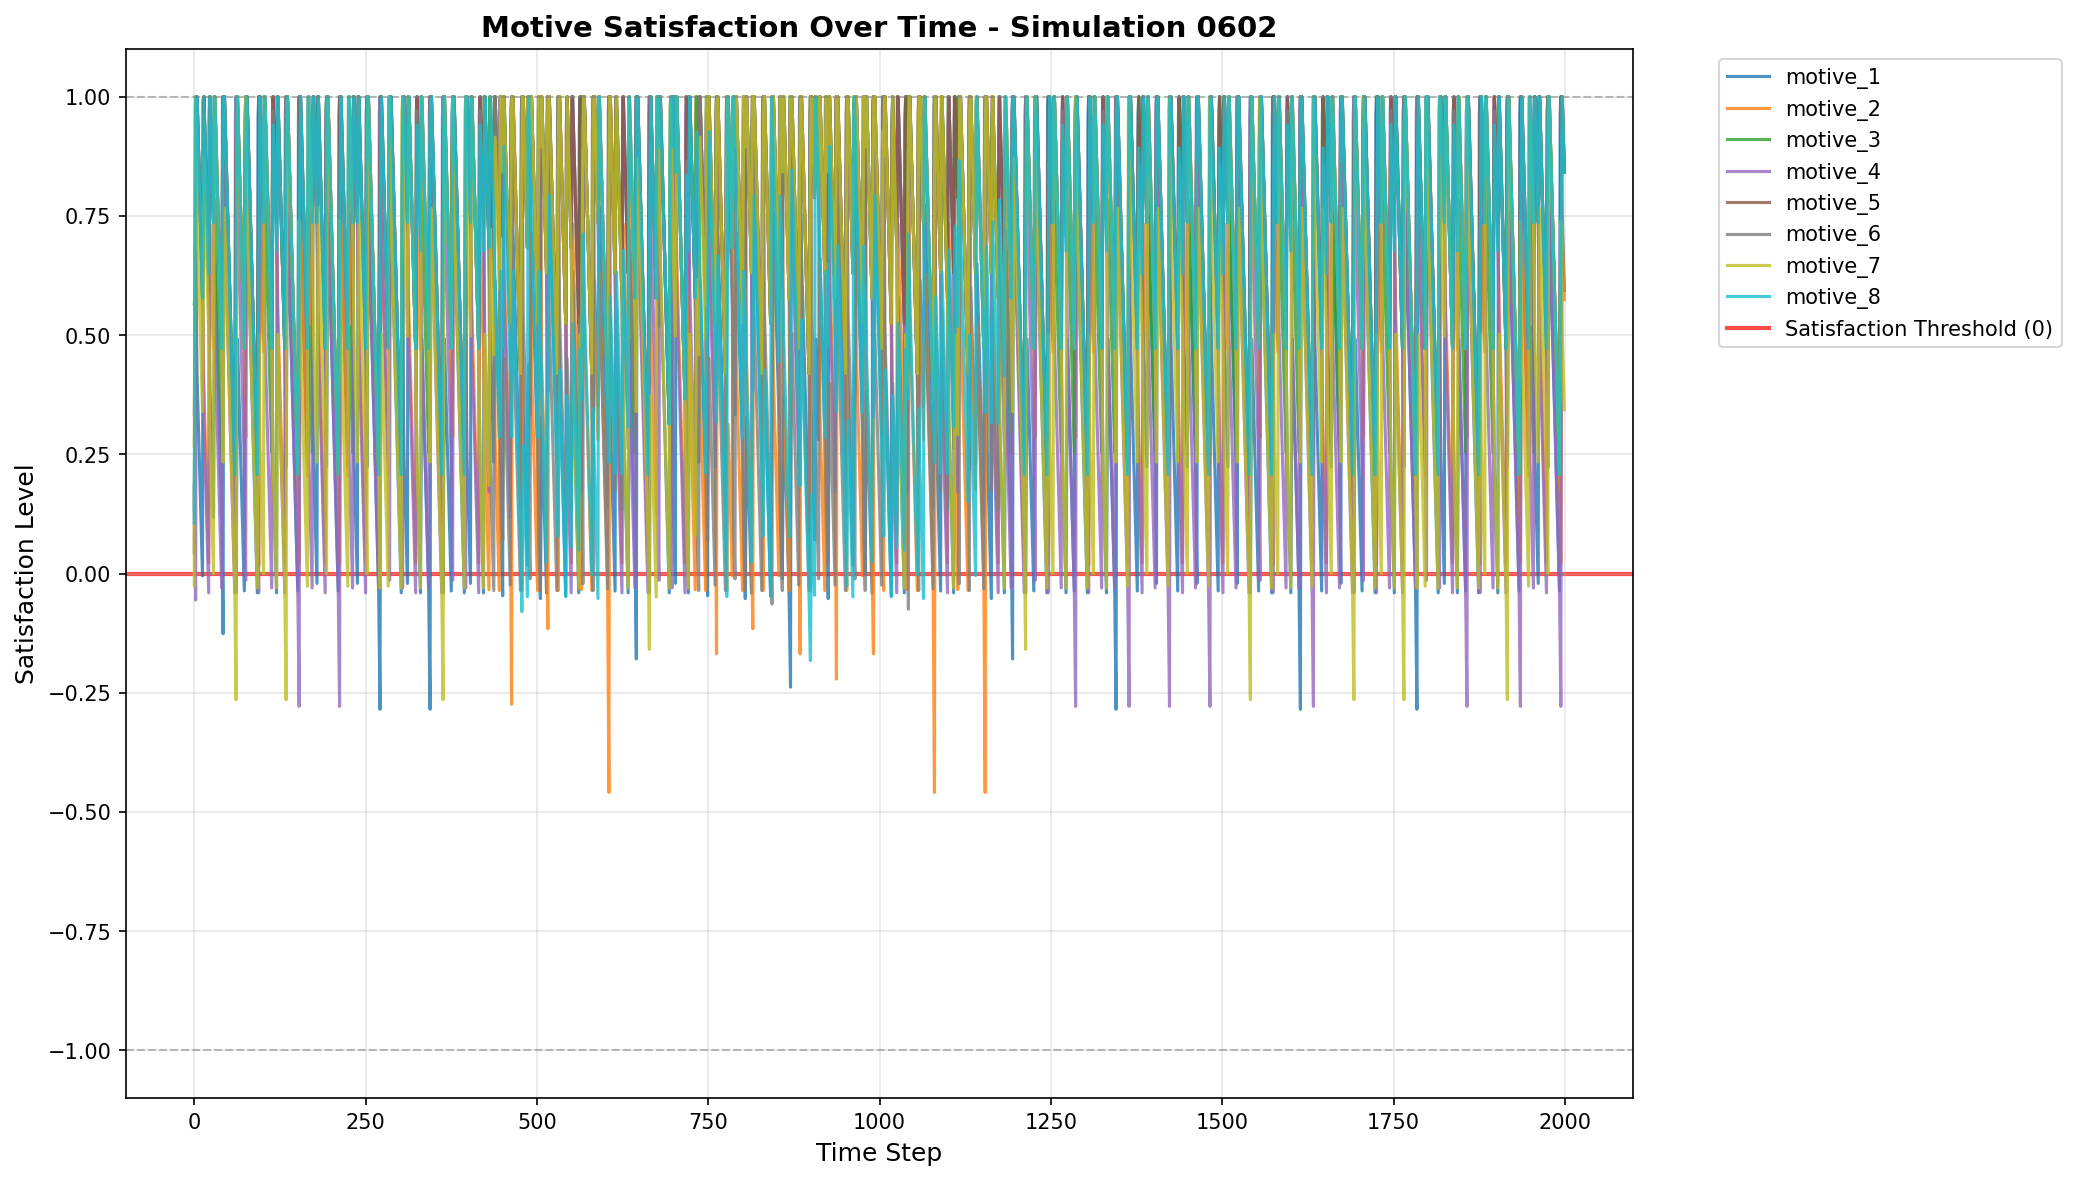 Motive Satisfaction Over Time - Simulation 0602
Satisfaction Level
1.00
0.75
0.50
0.25
0.00
−0.25
−0.50
−0.75
−1.00
0 250 500 750 1000 1250 1500 1750 2000
Time Step
motive_1
motive_2
motive_3
motive_4
motive_5
motive_6
motive_7
motive_8
Satisfaction Threshold (0)